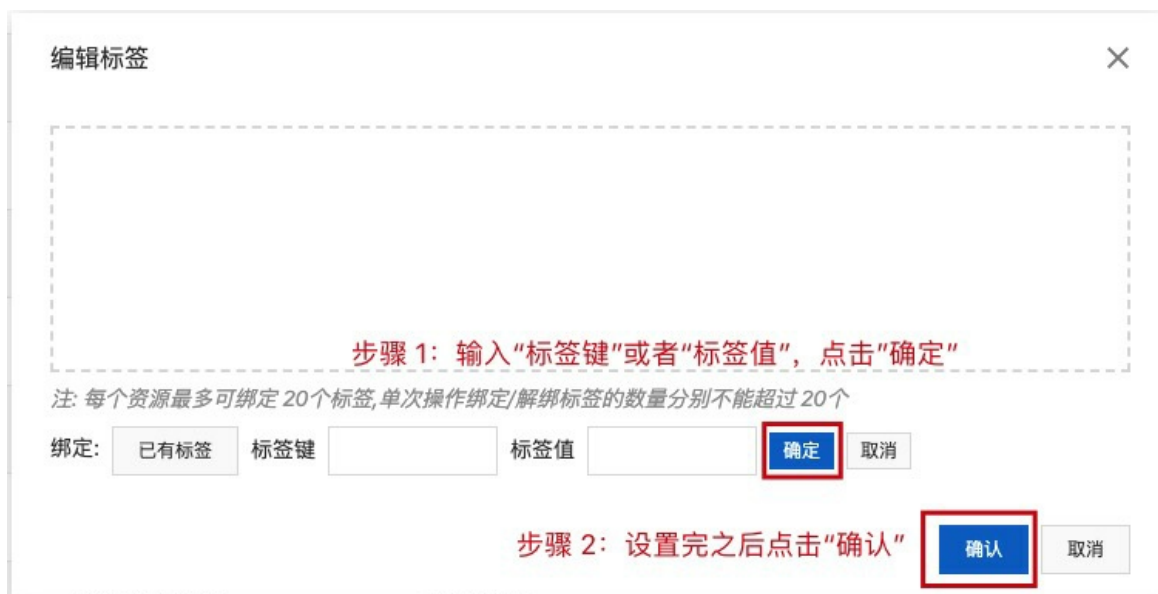 编辑标签
步骤 1：输入“标签键”或者“标签值”，点击“确定”
注: 每个资源最多可绑定 20个标签,单次操作绑定/解绑标签的数量分别不能超过 20个
绑定: 已有标签 标签键 标签值 确定 取消
步骤 2：设置完之后点击“确认” 确认 取消